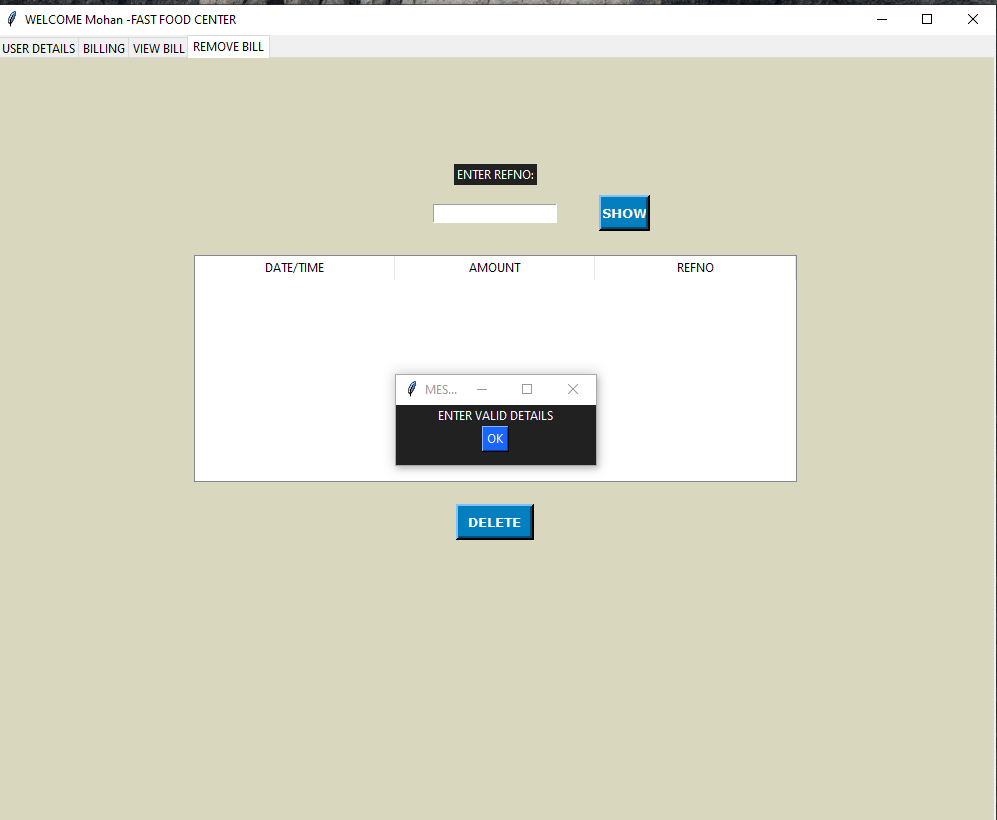 WELCOME Mohan -FAST FOOD CENTER
USER DETAILS BILLING VIEW BILL REMOVE BILL
ENTER REFNO:
SHOW
DATE/TIME AMOUNT REFNO
MES...
ENTER VALID DETAILS
OK
DELETE